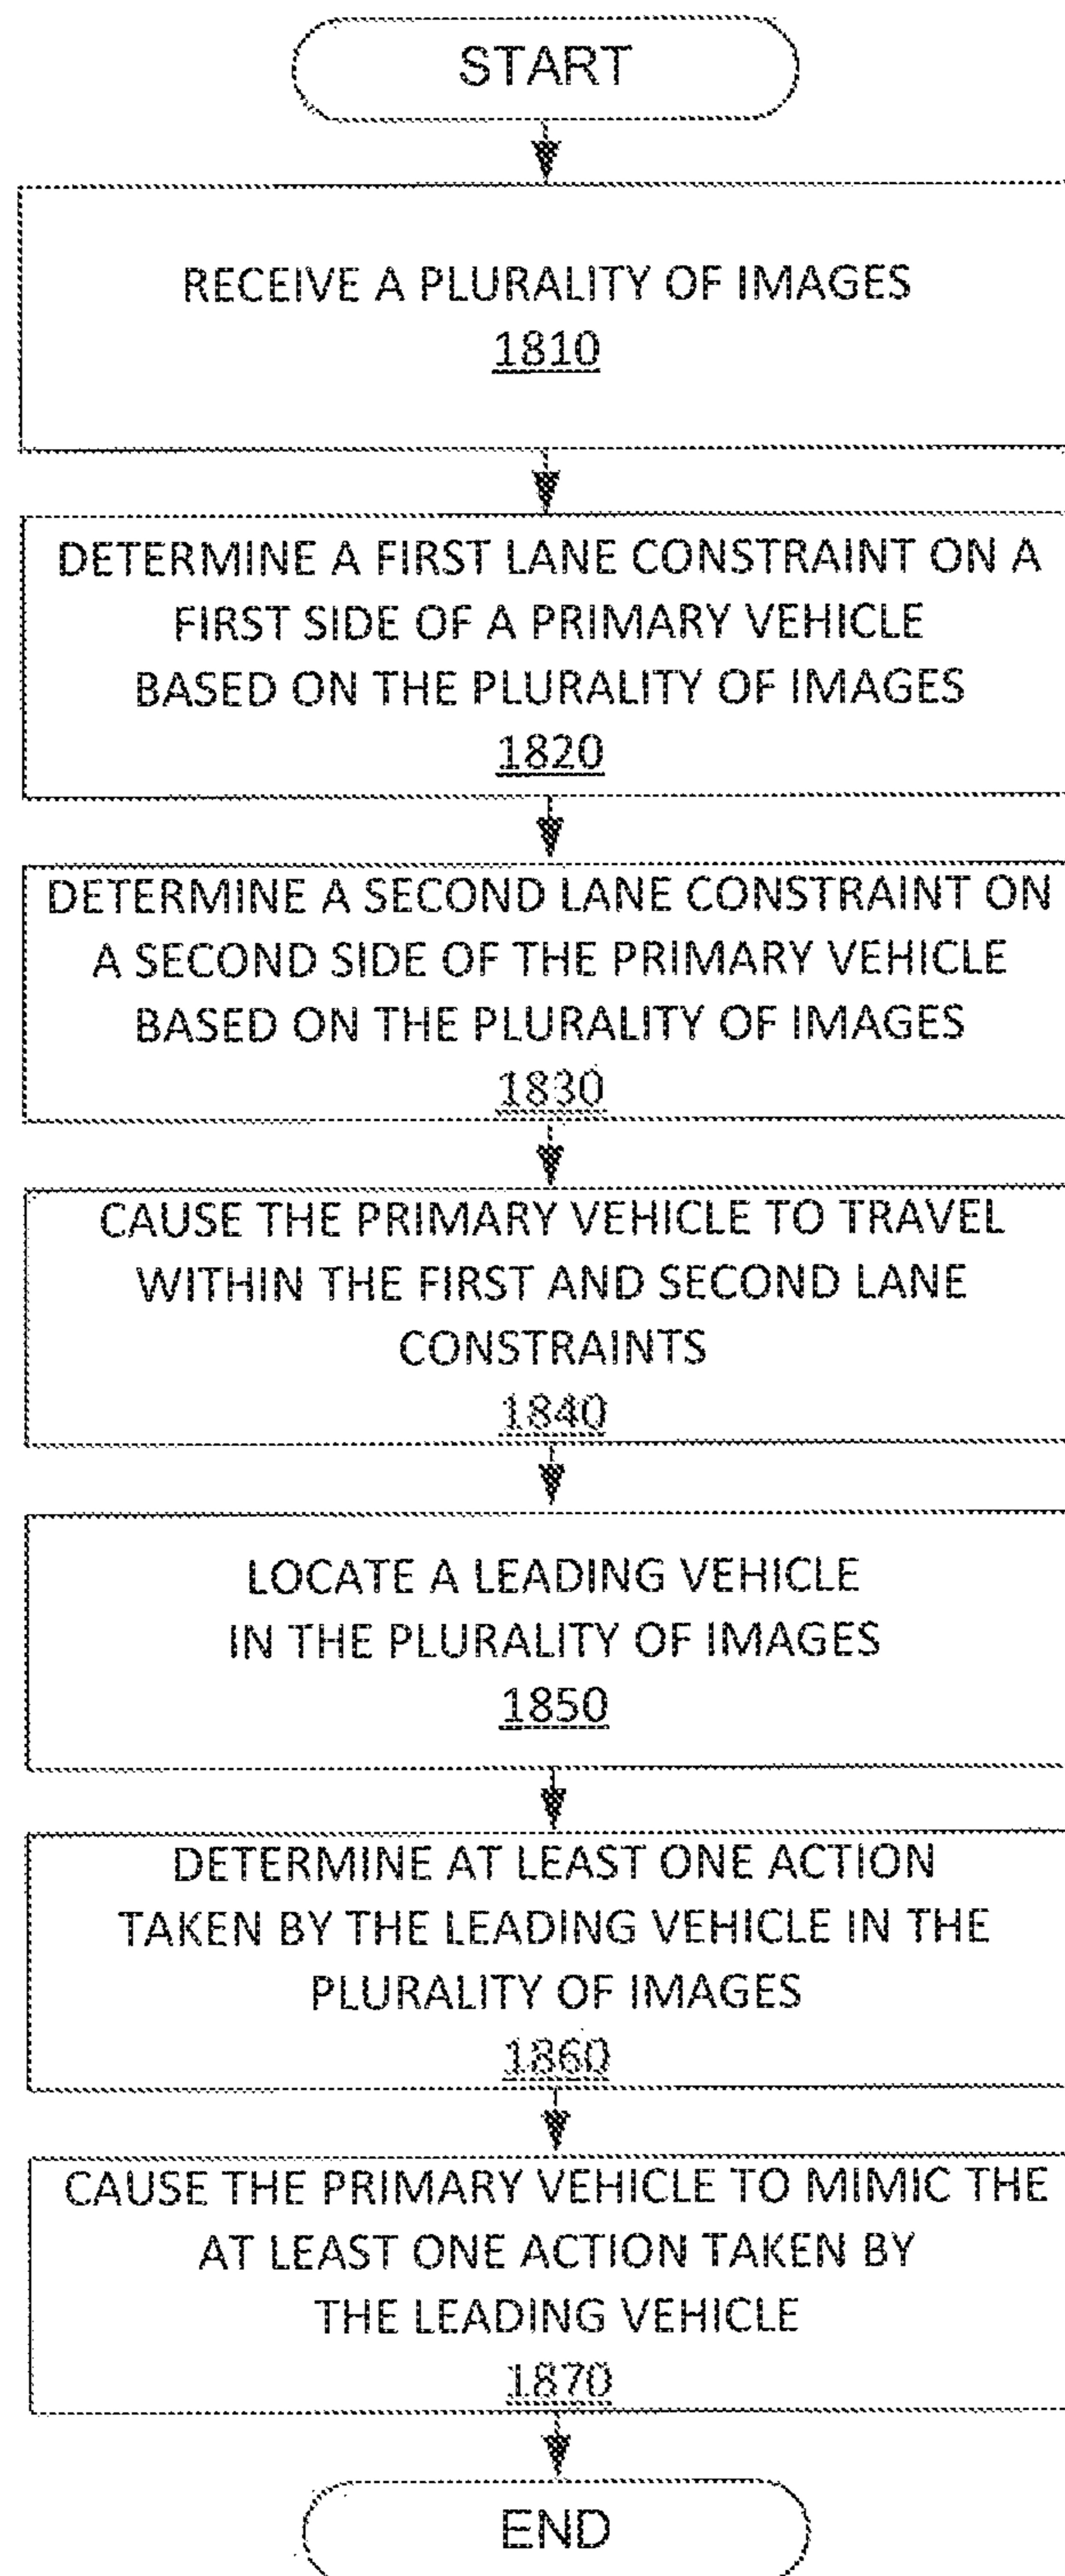 START
RECEIVE A PLURALITY OF IMAGES
1810
DETERMINE A FIRST LANE CONSTRAINT ON A
FIRST SIDE OF A PRIMARY VEHICLE
BASED ON THE PLURALITY OF IMAGES
1820
DETERMINE A SECOND LANE CONSTRAINT ON
A SECOND SIDE OF THE PRIMARY VEHICLE
BASED ON THE PLURALITY OF IMAGES
1830
CAUSE THE PRIMARY VEHICLE TO TRAVEL
WITHIN THE FIRST AND SECOND LANE
CONSTRAINTS
1840
LOCATE A LEADING VEHICLE
IN THE PLURALITY OF IMAGES
1850
DETERMINE AT LEAST ONE ACTION
TAKEN BY THE LEADING VEHICLE IN THE
PLURALITY OF IMAGES
1860
CAUSE THE PRIMARY VEHICLE TO MIMIC THE
AT LEAST ONE ACTION TAKEN BY
THE LEADING VEHICLE
1870
END